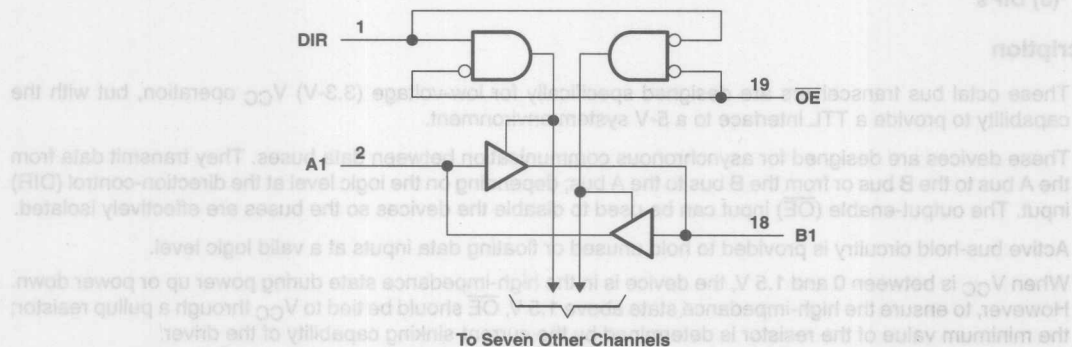 (3) DIPs
cription
DIR 1
19 OE
These octal bus transceivers are designed specifically for low-voltage (3.3-V) VCC operation, but with the
capability to provide a TTL interface to a 5-V system environment.
A1 2
These devices are designed for asynchronous communication between data buses. They transmit data from
the A bus to the B bus or from the B bus to the A bus, depending on the logic level at the direction-control (DIR)
input. The output-enable (OE) input can be used to disable the devices so the buses are effectively isolated.
18 B1
Active bus-hold circuitry is provided to hold unused or floating data inputs at a valid logic level.
When VCC is between 0 and 1.5 V, the device is in the high-impedance state during power up or power down.
However, to ensure the high-impedance state above 1.5 V, OE should be tied to VCC through a pullup resistor;
the minimum value of the resistor is determined by the current sinking capability of the driver.
To Seven Other Channels